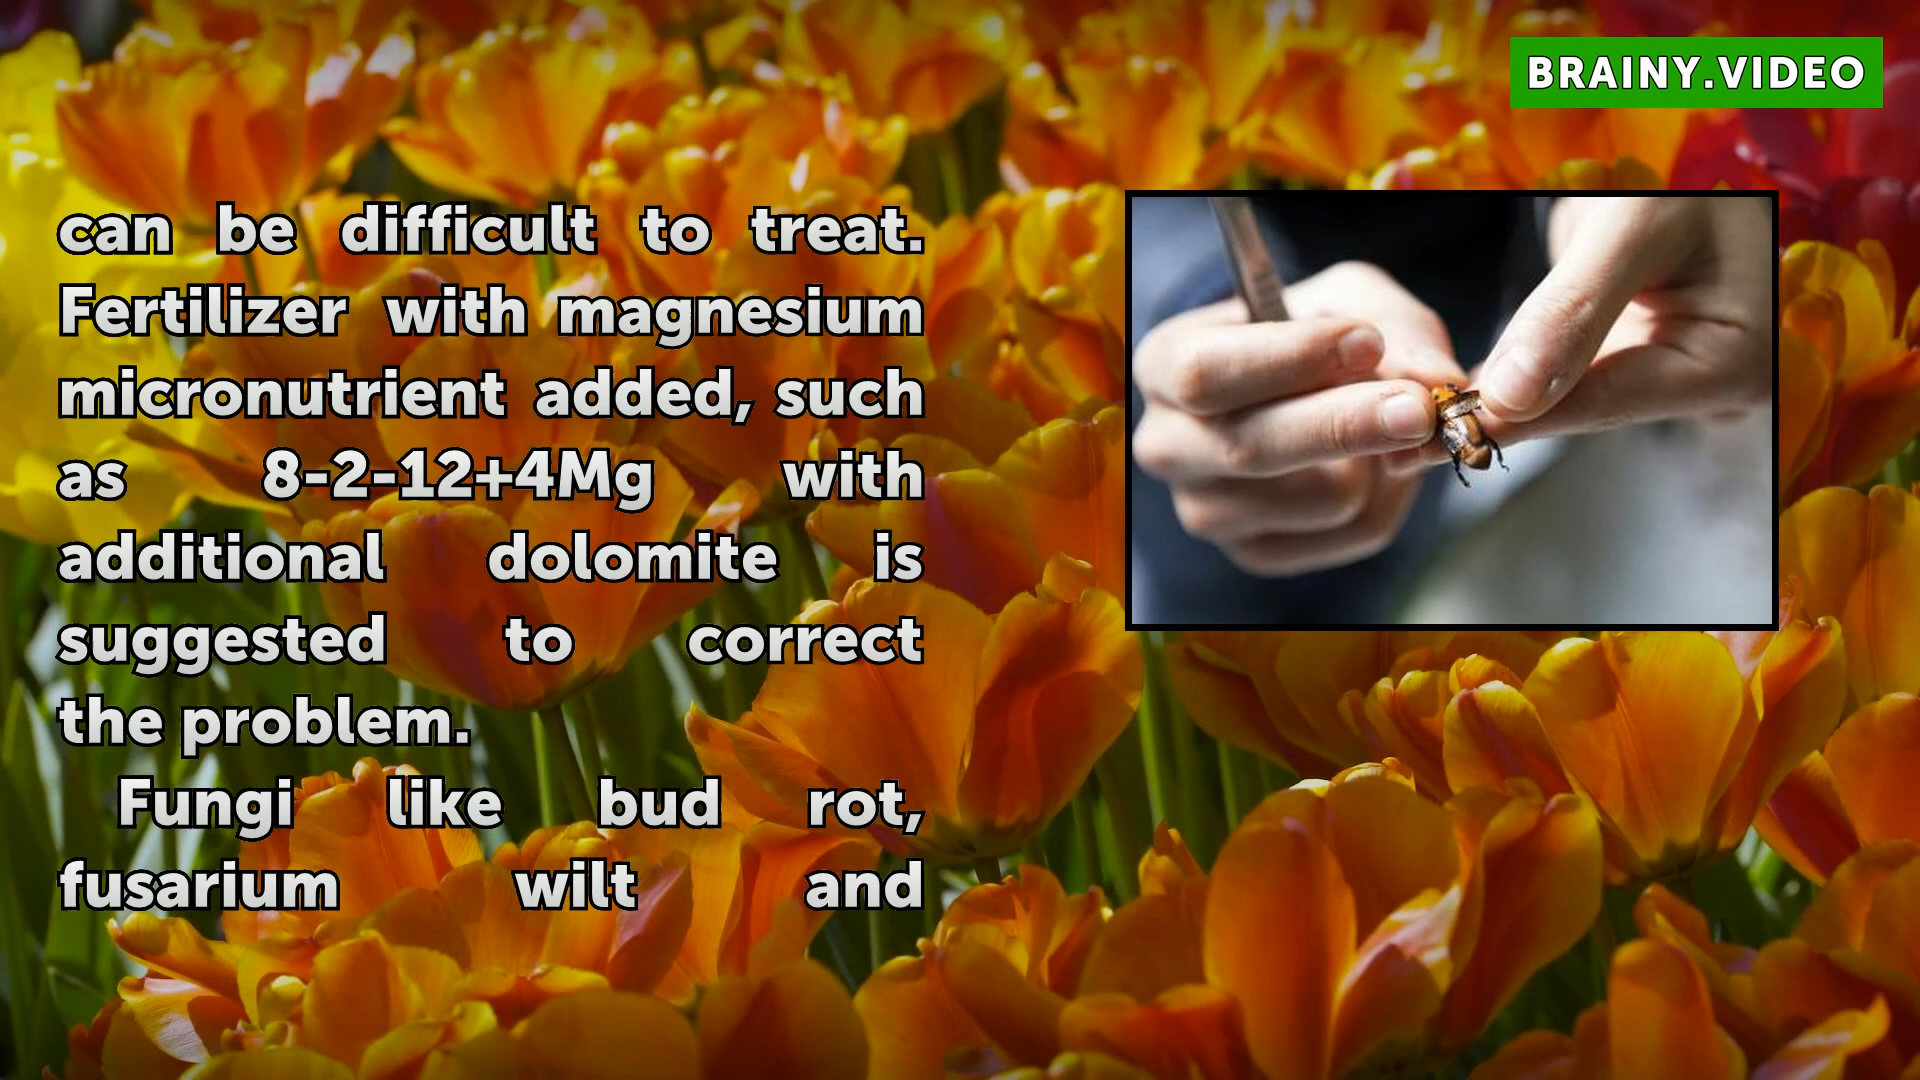 BRAINY.VIDEO
can be difficult to treat.
Fertilizer with magnesium
micronutrient added, such
as 8-2-12+4Mg with
additional dolomite is
suggested to correct
the problem.
Fungi like bud rot,
fusarium wilt and